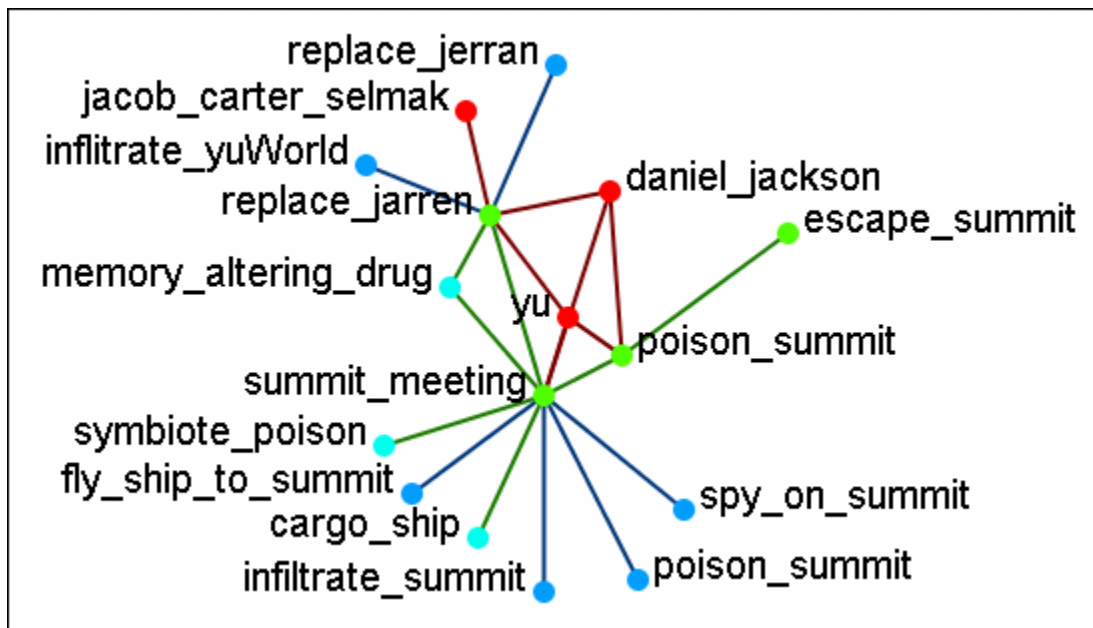 replace_jerran
jacob_carter_selmak
inflitrate_yuWorld
daniel_jackson
replace_jarren
escape_summit
memory_altering_drug
yu
poison_summit
summit_meeting
symbiote_poison
fly_ship_to_summit
spy_on_summit
cargo_ship
poison_summit
infiltrate_summit